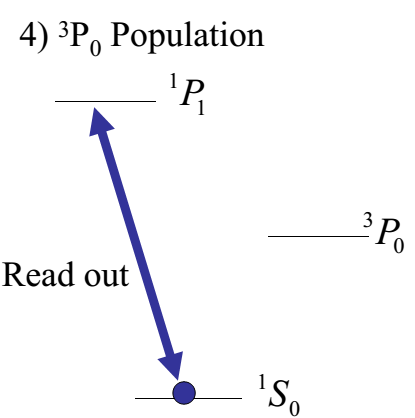 4) ³P₀ Population
¹P₁
³P₀
Read out
¹S₀